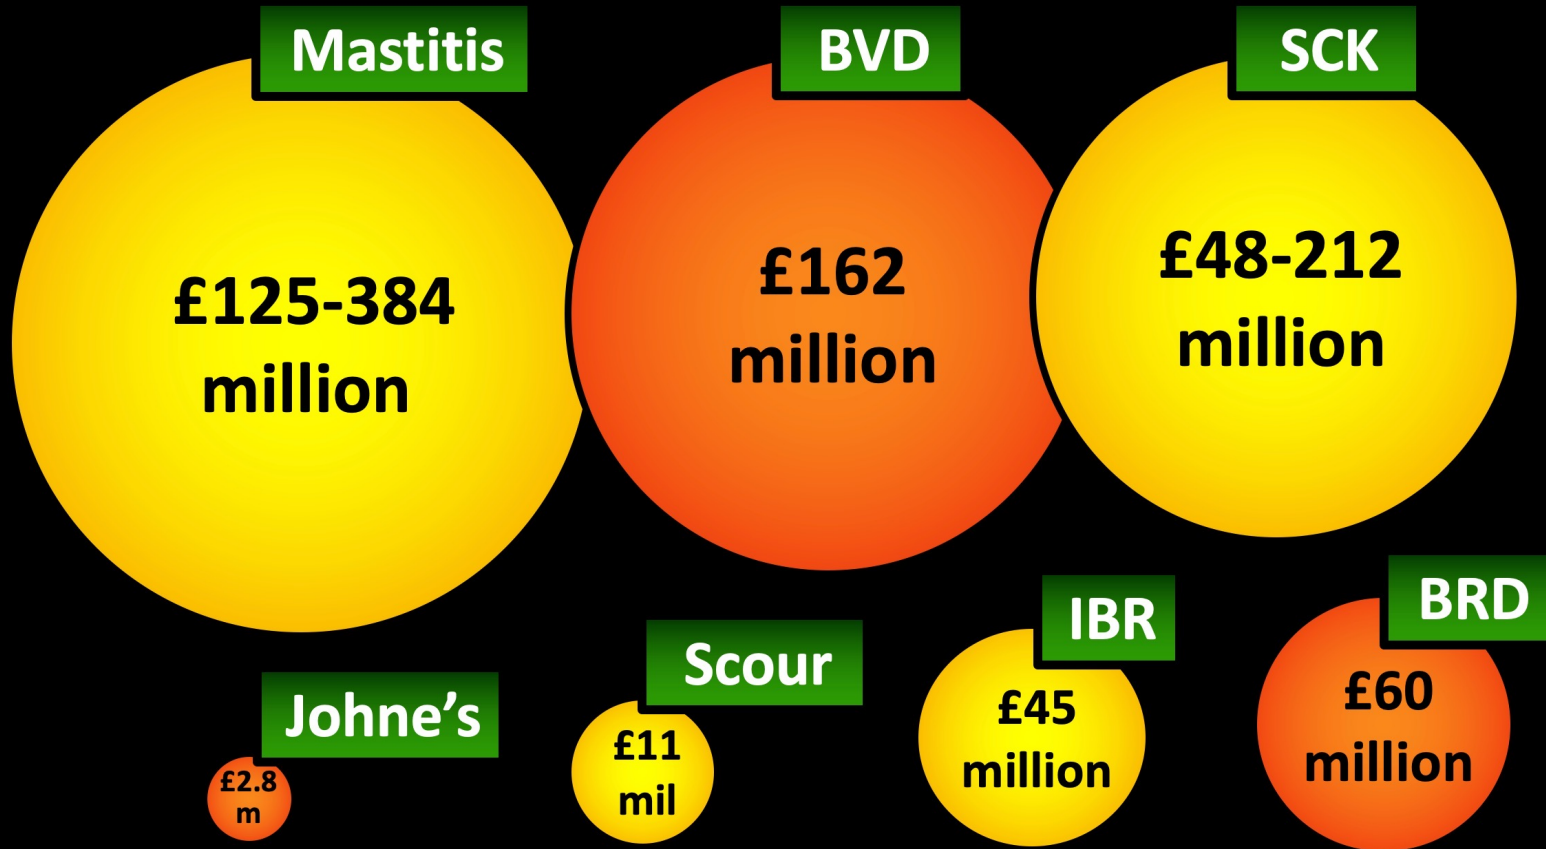 Mastitis
£125-384
million
BVD
£162
million
SCK
£48-212
million
Johne’s
£2.8
m
Scour
£11
mil
IBR
£45
million
BRD
£60
million